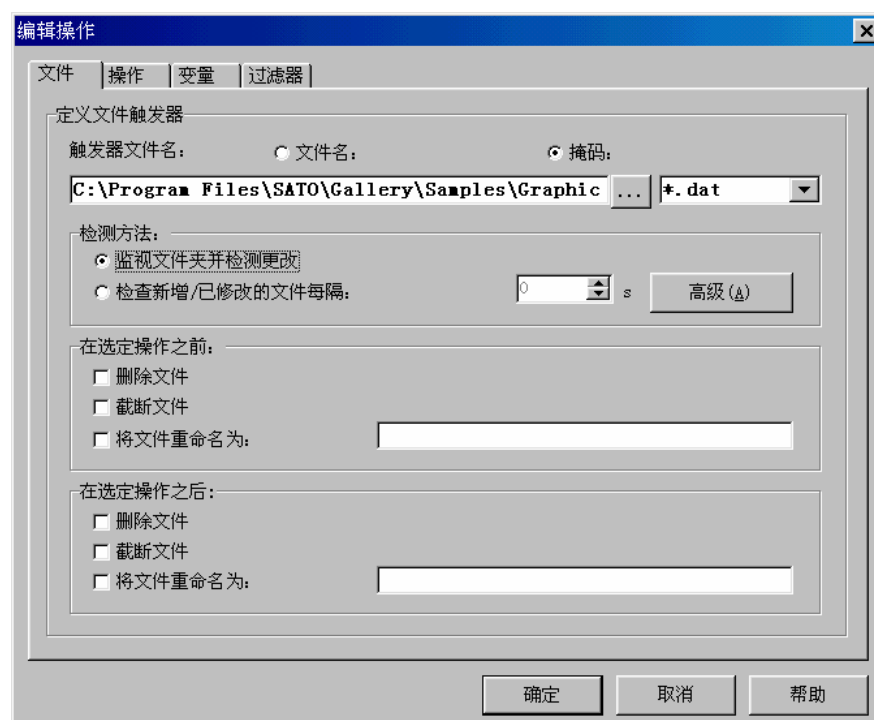 编辑操作
文件 操作 变量 过滤器
定义文件触发器
触发器文件名: 文件名: 掩码:
C:\Program Files\SATO\Gallery\Samples\Graphic ... *.dat
检测方法:
监视文件夹并检测更改
检查新增/已修改的文件每隔: 0 s 高级(A)
在选定操作之前:
删除文件
截断文件
将文件重命名为:
在选定操作之后:
删除文件
截断文件
将文件重命名为:
确定 取消 帮助